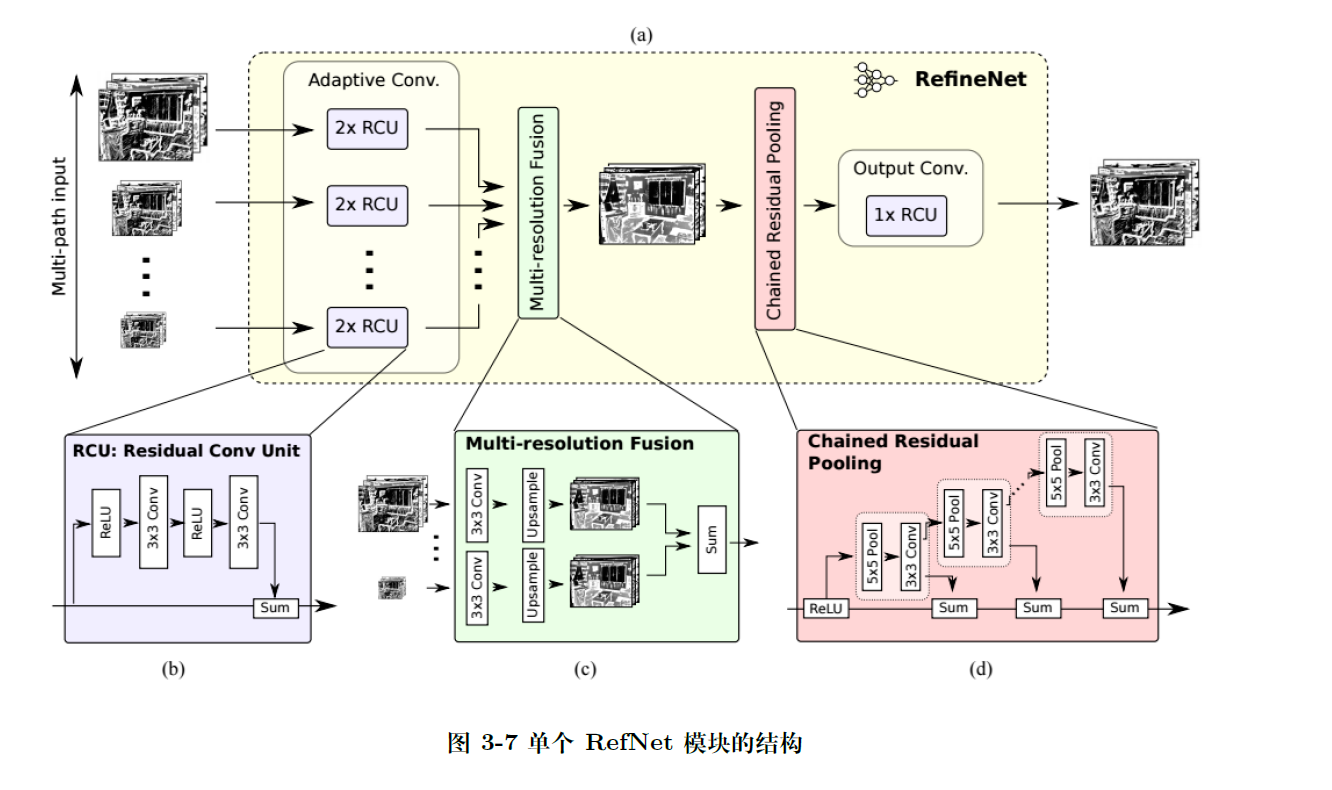 (a)
Multi-path input
Adaptive Conv.
2x RCU
2x RCU
2x RCU
Multi-resolution Fusion
Chained Residual Pooling
RefineNet
Output Conv.
1x RCU
RCU: Residual Conv Unit
ReLU
3x3 Conv
ReLU
3x3 Conv
Sum
(b)
Multi-resolution Fusion
3x3 Conv
Upsample
3x3 Conv
Upsample
Sum
(c)
Chained Residual
Pooling
ReLU
5x5 Pool
3x3 Conv
5x5 Pool
3x3 Conv
5x5 Pool
3x3 Conv
Sum
Sum
Sum
(d)
图 3-7 单个 RefNet 模块的结构